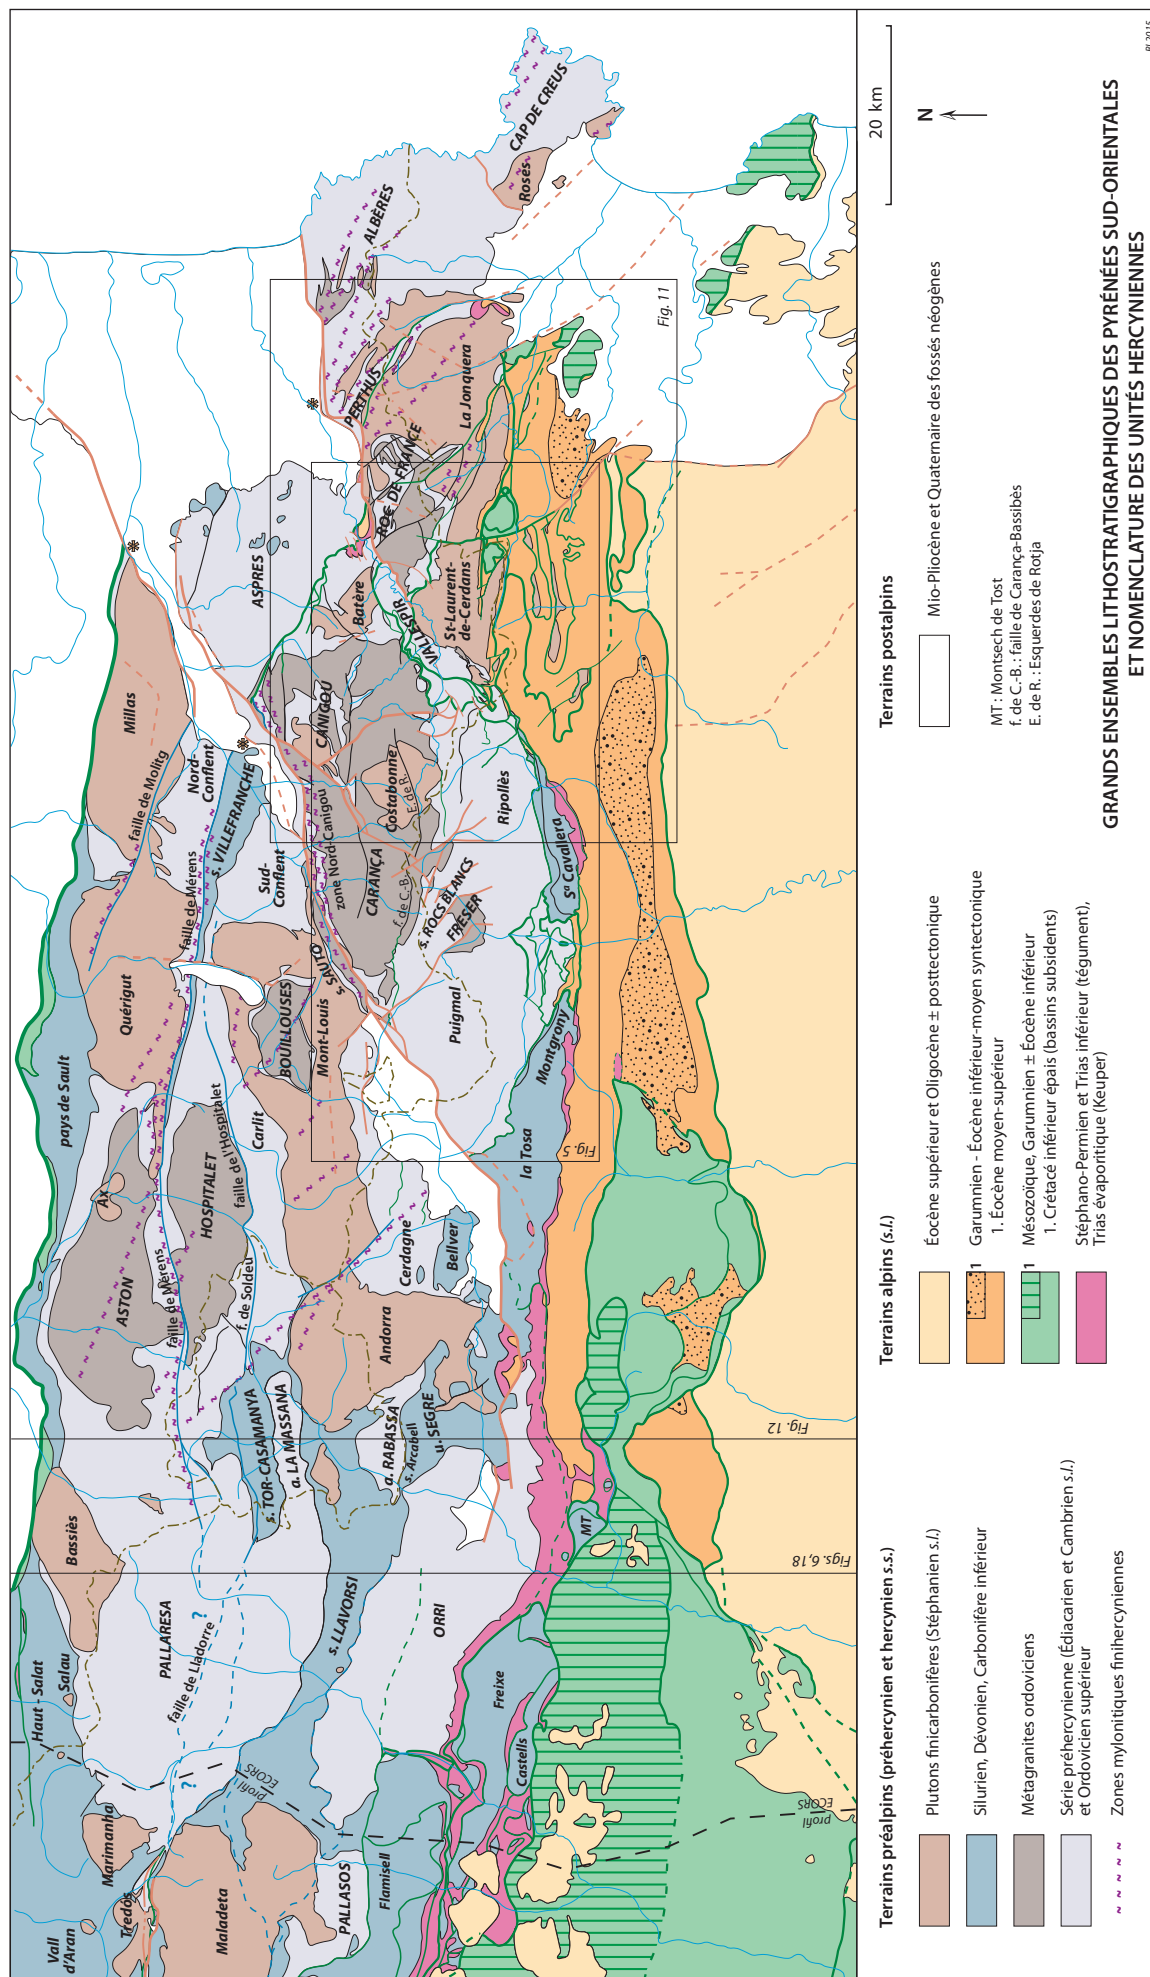 Vall
d'Aran
Tredós
Marimanha
Maladeta
PALLASOS
Flamisell
Haut - Salat
Salau
PALLARESA
faille de Lladorre
?
?
profil
ECORS
s. LLAVORSI
ORRI
Freixe
Castells
profil
ECORS
Figs. 6,18
Bassiès
s. TOR-CASAMANYA
a. LA MASSANA
a. RABASSA
s. Arcabell
u. SEGRE
MT
Fig. 12
ASTON
Ax
faille de Mérens
HOSPITALET
f. de Soldeu
faille de l'Hospitalet
Andorra
Cerdagne
Bellver
pays de Sault
Quérigut
Carlit
BOUILLOUSES
Mont-Louis
la Tosa
Fig. 5
Montgrony
Puigmal
s. SAUTO
faille de Mérens
s. VILLEFRANCHE
Nord-
Conflent
Sud-
Conflent
Millas
faille de Molitg
zone Nord-Canigou
CARANÇA
f. de C.-B.
s. ROCS BLANCS
FRESER
Costabonne
E. de R.
Ripollès
Sª Cavallera
CANIGOU
ASPRES
Batère
VALLESPIR
St-Laurent-
de-Cerdans
ROC DE FRANCE
PERTHUS
La Jonquera
ALBÈRES
Roses
CAP DE CREUS
Fig. 11
20 km
N
Terrains préalpins (préhercynien et hercynien s.s.)
Plutons finicarbonifères (Stéphanien s.l.)
Silurien, Dévonien, Carbonifère inférieur
Métagranites ordoviciens
Série préhercynienne (Édiacarien et Cambrien s.l.)
et Ordovicien supérieur
Zones mylonitiques finihercyniennes
Terrains alpins (s.l.)
Éocène supérieur et Oligocène ± posttectonique
1
Garumnien - Éocène inférieur-moyen syntectonique
1. Éocène moyen-supérieur
1
Mésozoïque, Garumnien ± Éocène inférieur
1. Crétacé inférieur épais (bassins subsidents)
Stéphano-Permien et Trias inférieur (tégument),
Trias évaporitique (Keuper)
Terrains postalpins
Mio-Pliocène et Quaternaire des fossés néogènes
MT : Montsech de Tost
f. de C.-B. : faille de Carança-Bassibès
E. de R. : Esquerdes de Rotja
GRANDS ENSEMBLES LITHOSTRATIGRAPHIQUES DES PYRÉNÉES SUD-ORIENTALES
ET NOMENCLATURE DES UNITÉS HERCYNIENNES